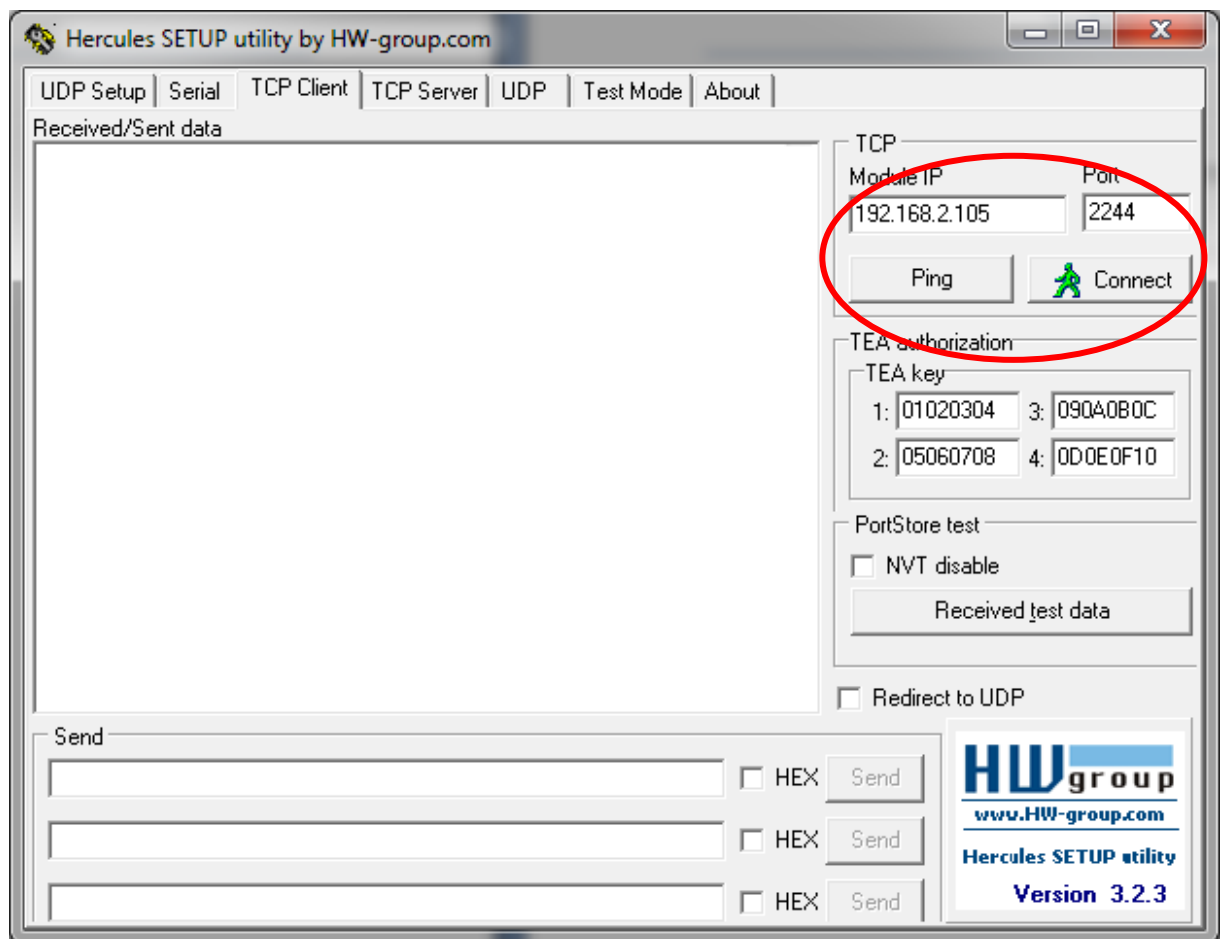 Hercules SETUP utility by HW-group.com
UDP Setup Serial TCP Client TCP Server UDP Test Mode About
Received/Sent data
TCP
Module IP Port
192.168.2.105 2244
Ping Connect
TEA authorization
TEA key
1: 01020304 3: 090A0B0C
2: 05060708 4: 0D0E0F10
PortStore test
NVT disable
Received test data
Redirect to UDP
Send
HEX Send
HEX Send
HEX Send
HW group
www.HW-group.com
Hercules SETUP utility
Version 3.2.3